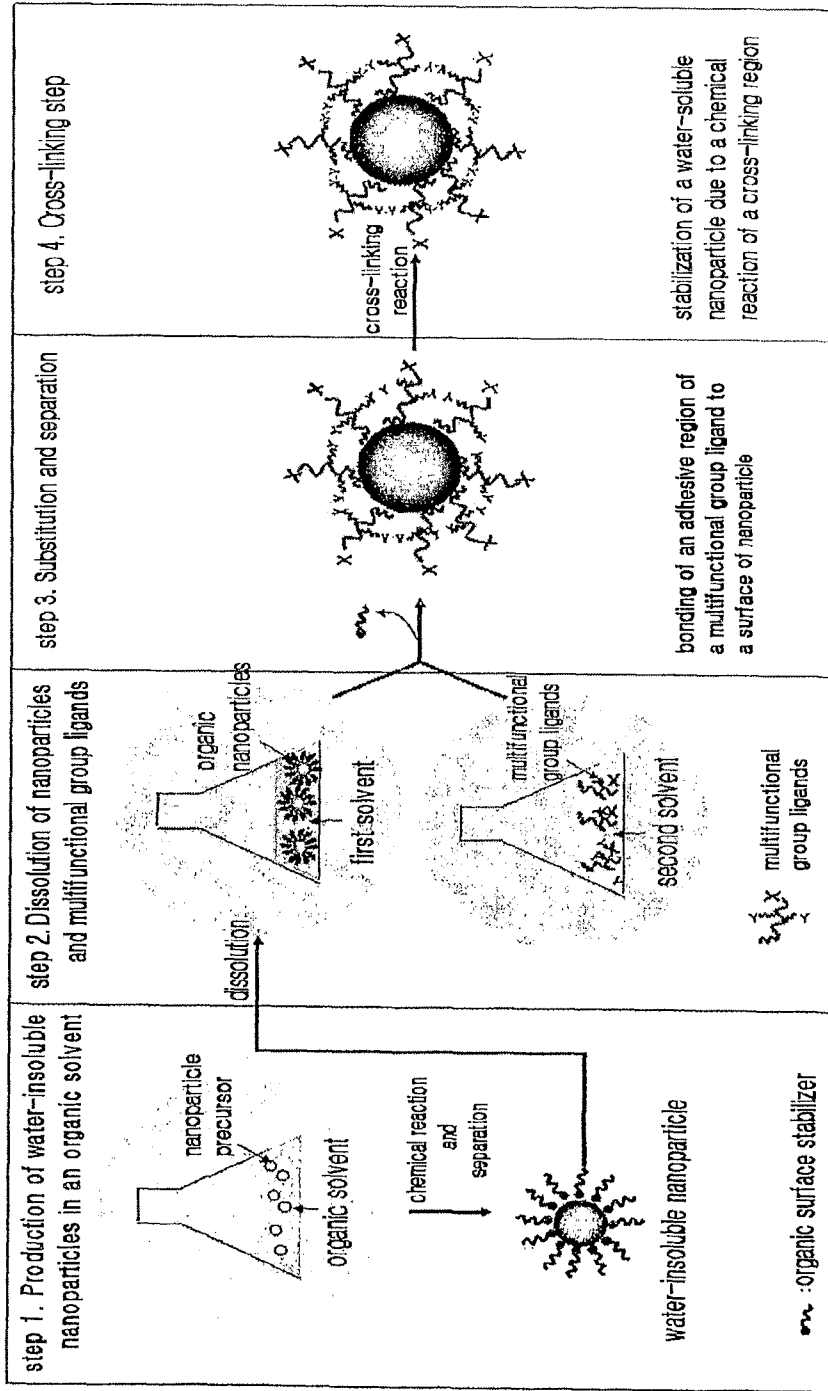 step 1. Production of water-insoluble
nanoparticles in an organic solvent
nanoparticle
precursor
organic solvent
chemical reaction
and
separation
water-insoluble nanoparticle
:organic surface stabilizer
step 2. Dissolution of nanoparticles
and multifunctional group ligands
dissolution
organic
nanoparticles
first solvent
multifunctional
group ligands
second solvent
X multifunctional
group ligands
step 3. Substitution and separation
X
X
X
X
X
X
X
X
bonding of an adhesive region of
a multifunctional group ligand to
a surface of nanoparticle
step 4. Cross-linking step
cross-linking
reaction
X
X
X
X
X
X
X
X
stabilization of a water-soluble
nanoparticle due to a chemical
reaction of a cross-linking region